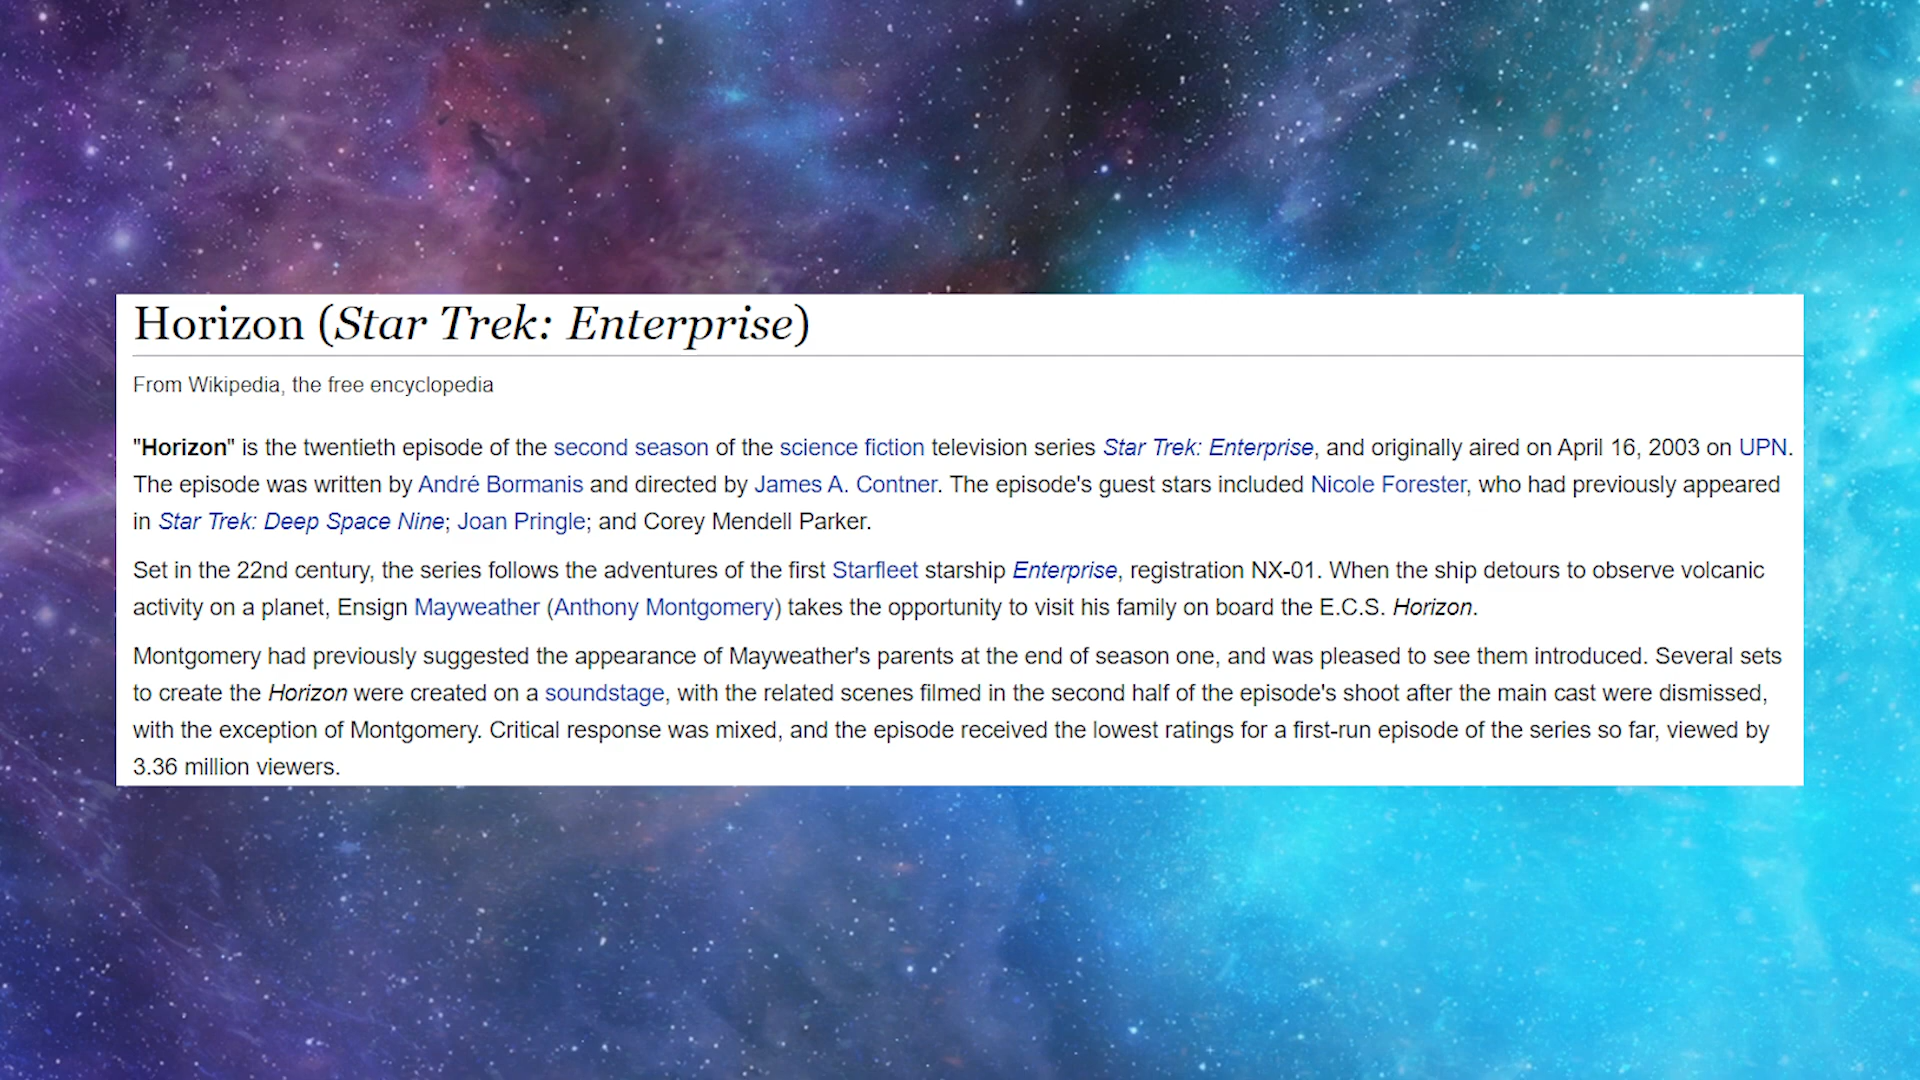 Horizon (Star Trek: Enterprise)
From Wikipedia, the free encyclopedia
"Horizon" is the twentieth episode of the second season of the science fiction television series Star Trek: Enterprise, and originally aired on April 16, 2003 on UPN.
The episode was written by André Bormanis and directed by James A. Contner. The episode's guest stars included Nicole Forester, who had previously appeared
in Star Trek: Deep Space Nine; Joan Pringle; and Corey Mendell Parker.
Set in the 22nd century, the series follows the adventures of the first Starfleet starship Enterprise, registration NX-01. When the ship detours to observe volcanic
activity on a planet, Ensign Mayweather (Anthony Montgomery) takes the opportunity to visit his family on board the E.C.S. Horizon.
Montgomery had previously suggested the appearance of Mayweather's parents at the end of season one, and was pleased to see them introduced. Several sets
to create the Horizon were created on a soundstage, with the related scenes filmed in the second half of the episode's shoot after the main cast were dismissed,
with the exception of Montgomery. Critical response was mixed, and the episode received the lowest ratings for a first-run episode of the series so far, viewed by
3.36 million viewers.